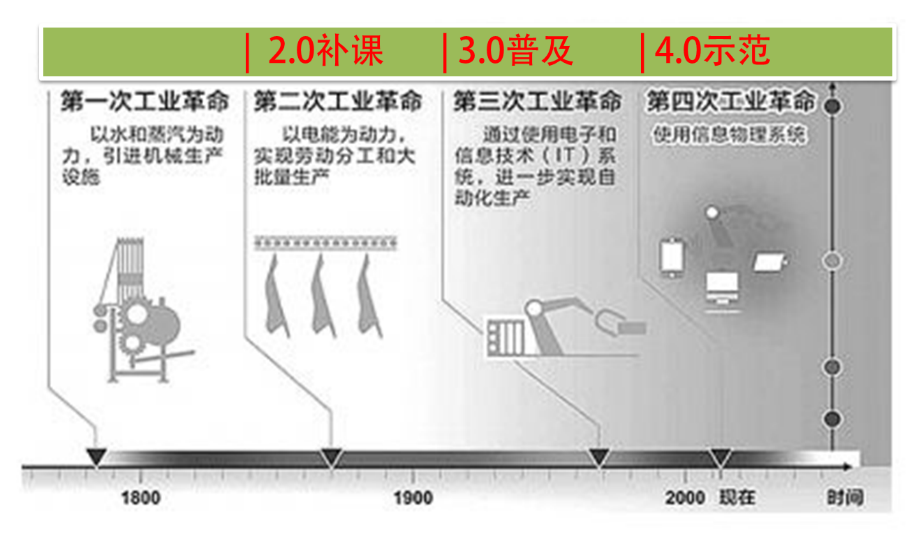 | 2.0补课
| 3.0普及
| 4.0示范
第一次工业革命
以水和蒸汽为动
力，引进机械生产
设施
第二次工业革命
以电能为动力，
实现劳动分工和大
批量生产
第三次工业革命
通过使用电子和
信息技术（IT）系
统，进一步实现自
动化生产
第四次工业革命
使用信息物理系统
1800
1900
2000
现在
时间